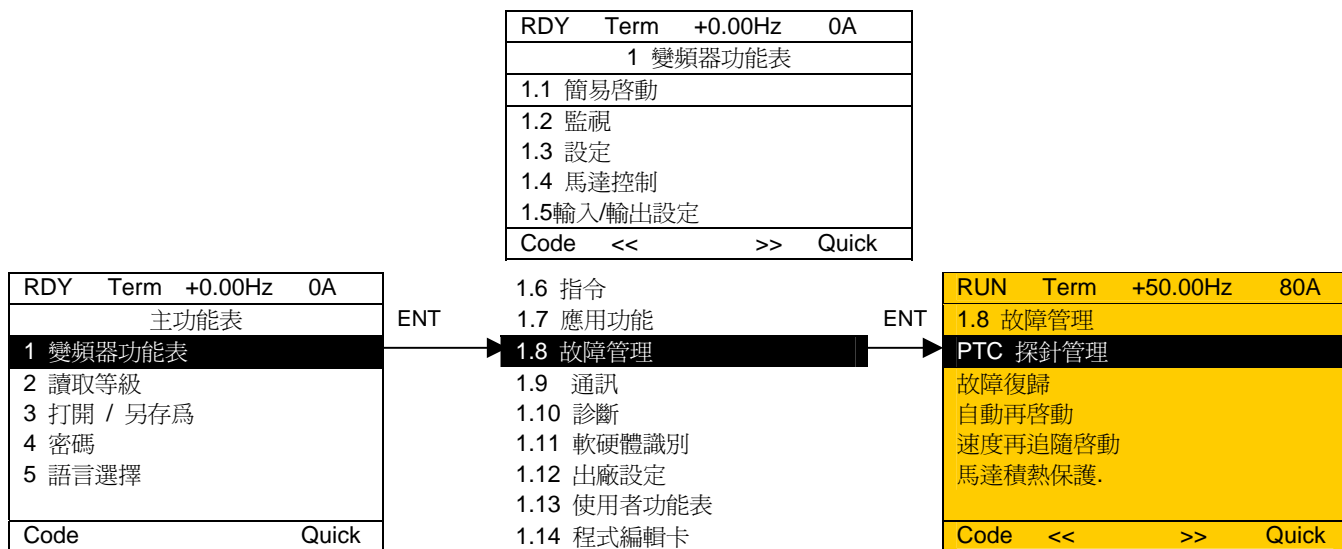 RDY Term +0.00Hz 0A
1 變頻器功能表
1.1 簡易啓動
1.2 監視
1.3 設定
1.4 馬達控制
1.5輸入/輸出設定
Code << >> Quick
RDY Term +0.00Hz 0A
主功能表
1 變頻器功能表
2 讀取等級
3 打開 / 另存爲
4 密碼
5 語言選擇
Code Quick
ENT
1.6 指令
1.7 應用功能
1.8 故障管理
1.9 通訊
1.10 診斷
1.11 軟硬體識別
1.12 出廠設定
1.13 使用者功能表
1.14 程式編輯卡
ENT
RUN Term +50.00Hz 80A
1.8 故障管理
PTC 探針管理
故障復歸
自動再啓動
速度再追隨啓動
馬達積熱保護.
Code << >> Quick